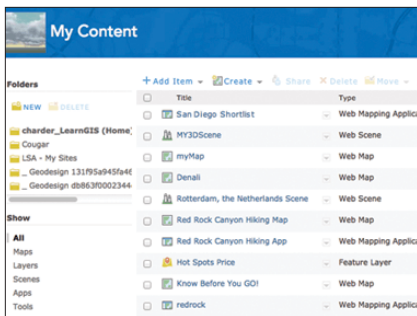 My Content
Folders
NEW DELETE
charder_LearnGIS (Home)
Cougar
LSA - My Sites
_ Geodesign 131f95a945fa46
_ Geodesign db863f0002344
Show
All
Maps
Layers
Scenes
Apps
Tools
+ Add Item Create Share Delete Move
Title Type
San Diego Shortlist Web Mapping Applica
MY3DScene Web Scene
myMap Web Map
Denali Web Map
Rotterdam, the Netherlands Scene Web Scene
Red Rock Canyon Hiking Map Web Map
Red Rock Canyon Hiking App Web Mapping Applica
Hot Spots Price Feature Layer
Know Before You GO! Web Map
redrock Web Mapping Applica